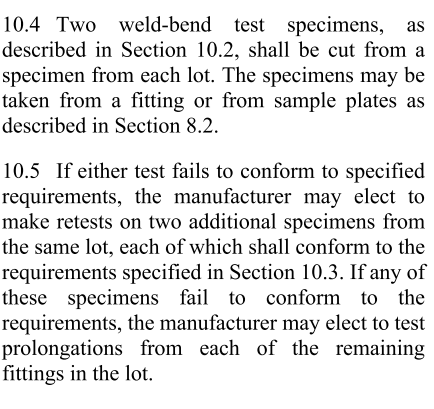 10.4 Two weld-bend test specimens, as
described in Section 10.2, shall be cut from a
specimen from each lot. The specimens may be
taken from a fitting or from sample plates as
described in Section 8.2.
10.5 If either test fails to conform to specified
requirements, the manufacturer may elect to
make retests on two additional specimens from
the same lot, each of which shall conform to the
requirements specified in Section 10.3. If any of
these specimens fail to conform to the
requirements, the manufacturer may elect to test
prolongations from each of the remaining
fittings in the lot.